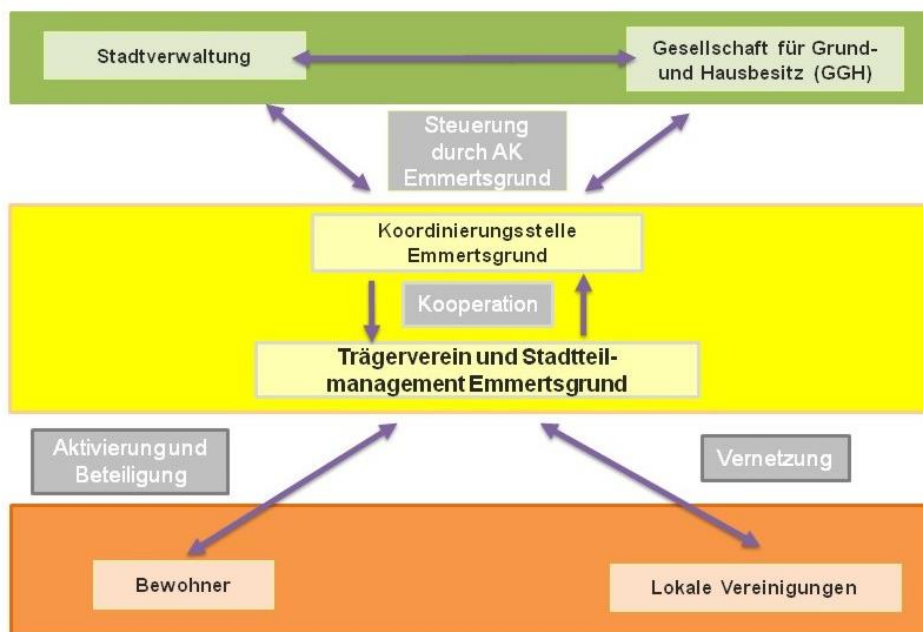 Stadtverwaltung
Gesellschaft für Grund-
und Hausbesitz (GGH)
Steuerung
durch AK
Emmertsgrund
Koordinierungsstelle
Emmertsgrund
Kooperation
Trägerverein und Stadtteil-
management Emmertsgrund
Aktivierung und
Beteiligung
Vernetzung
Bewohner
Lokale Vereinigungen